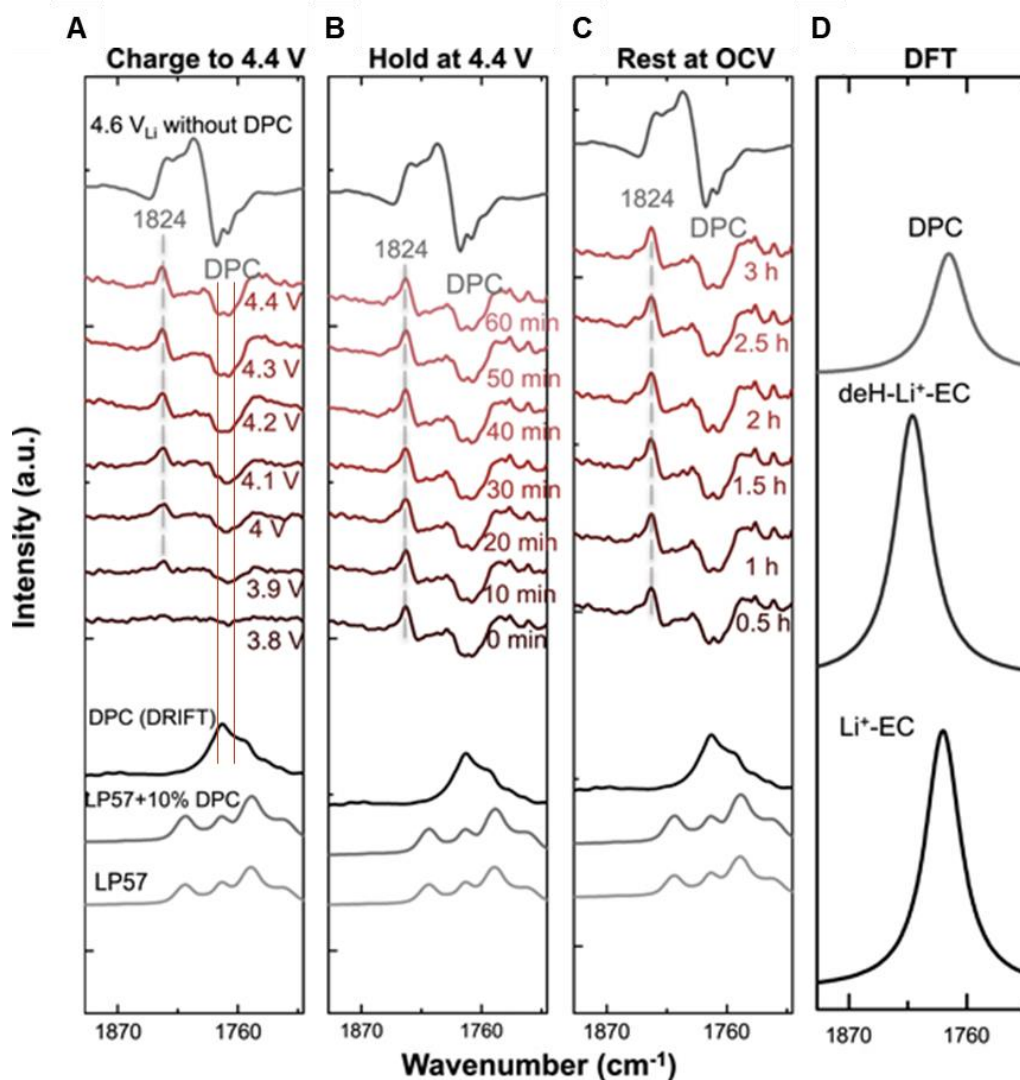 A
B
C
D
Charge to 4.4 V
Hold at 4.4 V
Rest at OCV
DFT
Intensity (a.u.)
4.6 VLi without DPC
1824
DPC
4.4 V
4.3 V
4.2 V
4.1 V
4 V
3.9 V
3.8 V
DPC (DRIFT)
LP57+10% DPC
LP57
1870
1760
1824
DPC
60 min
50 min
40 min
30 min
20 min
10 min
0 min
1870
1760
1824
DPC
3 h
2.5 h
2 h
1.5 h
1 h
0.5 h
1870
1760
DPC
deH-Li⁺-EC
Li⁺-EC
1870
1760
Wavenumber (cm⁻¹)